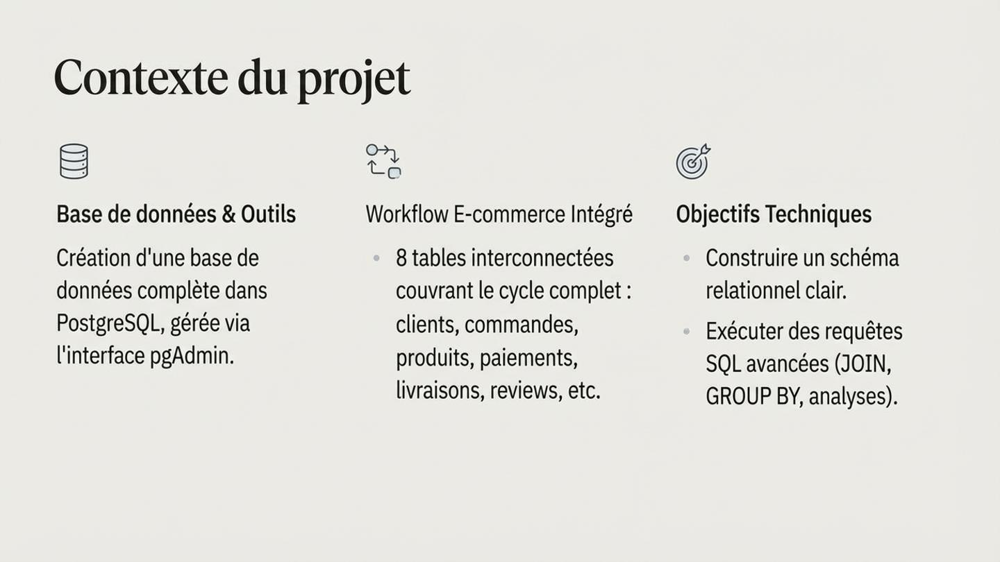 Contexte du projet
Base de données & Outils
Création d'une base de
données complète dans
PostgreSQL, gérée via
l'interface pgAdmin.
Workflow E-commerce Intégré
• 8 tables interconnectées
couvrant le cycle complet :
clients, commandes,
produits, paiements,
livraisons, reviews, etc.
Objectifs Techniques
• Construire un schéma
relationnel clair.
• Exécuter des requêtes
SQL avancées (JOIN,
GROUP BY, analyses).